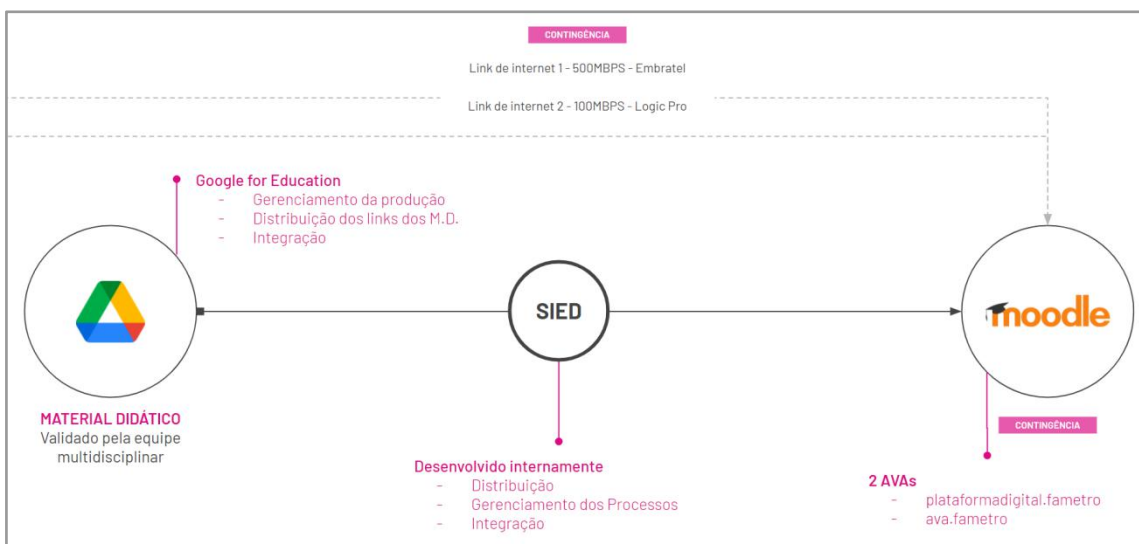 CONTINGÊNCIA
Link de internet 1 - 500MBPS - Embratel
Link de internet 2 - 100MBPS - Logic Pro
Google for Education
- Gerenciamento da produção
- Distribuição dos links dos M.D.
- Integração
SIED
moodle
MATERIAL DIDÁTICO
Validado pela equipe
multidisciplinar
CONTINGÊNCIA
Desenvolvido internamente
- Distribuição
- Gerenciamento dos Processos
- Integração
2 AVAs
- plataformadigital.fametro
- ava.fametro